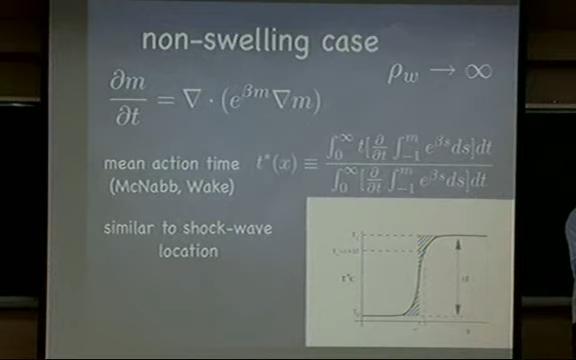 non-swelling case
ρ_w → ∞
∂m/∂t = ∇ · (e^{βm}∇m)
mean action time t*(x) ≡ ∫_0^∞ t[∂/∂t ∫_{-1}^m e^{βs}ds]dt / ∫_0^∞ [∂/∂t ∫_{-1}^m e^{βs}ds]dt
(McNabb, Wake)
similar to shock-wave
location